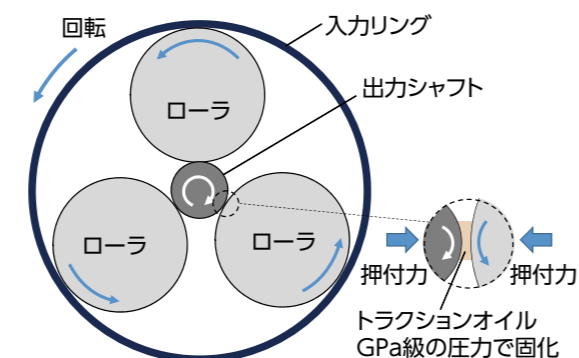 回転
入力リング
出力シャフト
ローラ
ローラ
ローラ
押付力
押付力
トラクションオイル
GPa級の圧力で固化